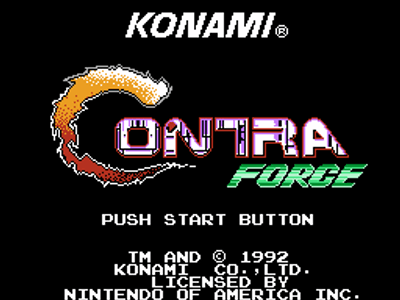 KONAMI®
CONTRA
FORCE
PUSH START BUTTON
TM AND © 1992
KONAMI CO.,LTD.
LICENSED BY
NINTENDO OF AMERICA INC.